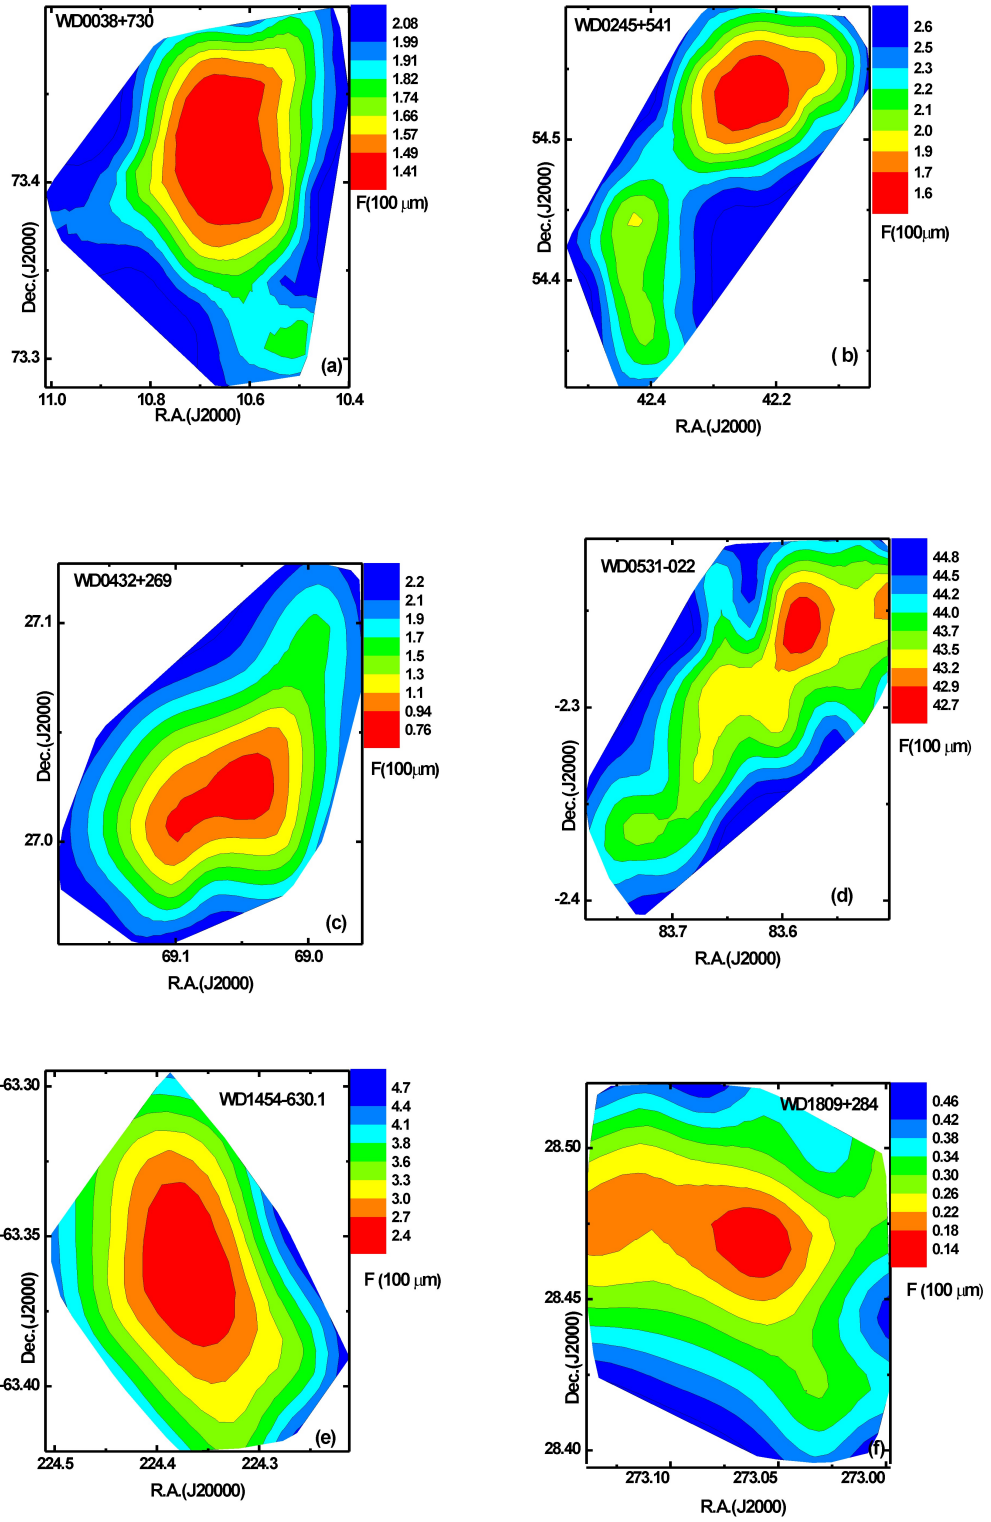 WD0038+730
2.08
1.99
1.91
1.82
1.74
1.66
1.57
1.49
1.41
F(100 μm)
73.4
73.3
Dec.(J2000)
(a)
11.0 10.8 10.6 10.4
R.A.(J2000)
WD0245+541
2.6
2.5
2.3
2.2
2.1
2.0
1.9
1.7
1.6
F(100μm)
54.5
54.4
Dec.(J2000)
( b)
42.4 42.2
R.A.(J2000)
WD0432+269
2.2
2.1
1.9
1.7
1.5
1.3
1.1
0.94
0.76
F(100μm)
27.1
27.0
Dec.(J2000)
(c)
69.1 69.0
R.A.(J2000)
WD0531-022
44.8
44.5
44.2
44.0
43.7
43.5
43.2
42.9
42.7
F(100 μm)
-2.3
-2.4
Dec.(J2000)
(d)
83.7 83.6
R.A.(J2000)
WD1454-630.1
4.7
4.4
4.1
3.8
3.6
3.3
3.0
2.7
2.4
F (100 μm)
-63.30
-63.35
-63.40
Dec.(J2000)
(e)
224.5 224.4 224.3
R.A.(J20000)
WD1809+284
0.46
0.42
0.38
0.34
0.30
0.26
0.22
0.18
0.14
F (100 μm)
28.50
28.45
28.40
Dec.(J2000)
(f)
273.10 273.05 273.00
R.A.(J2000)